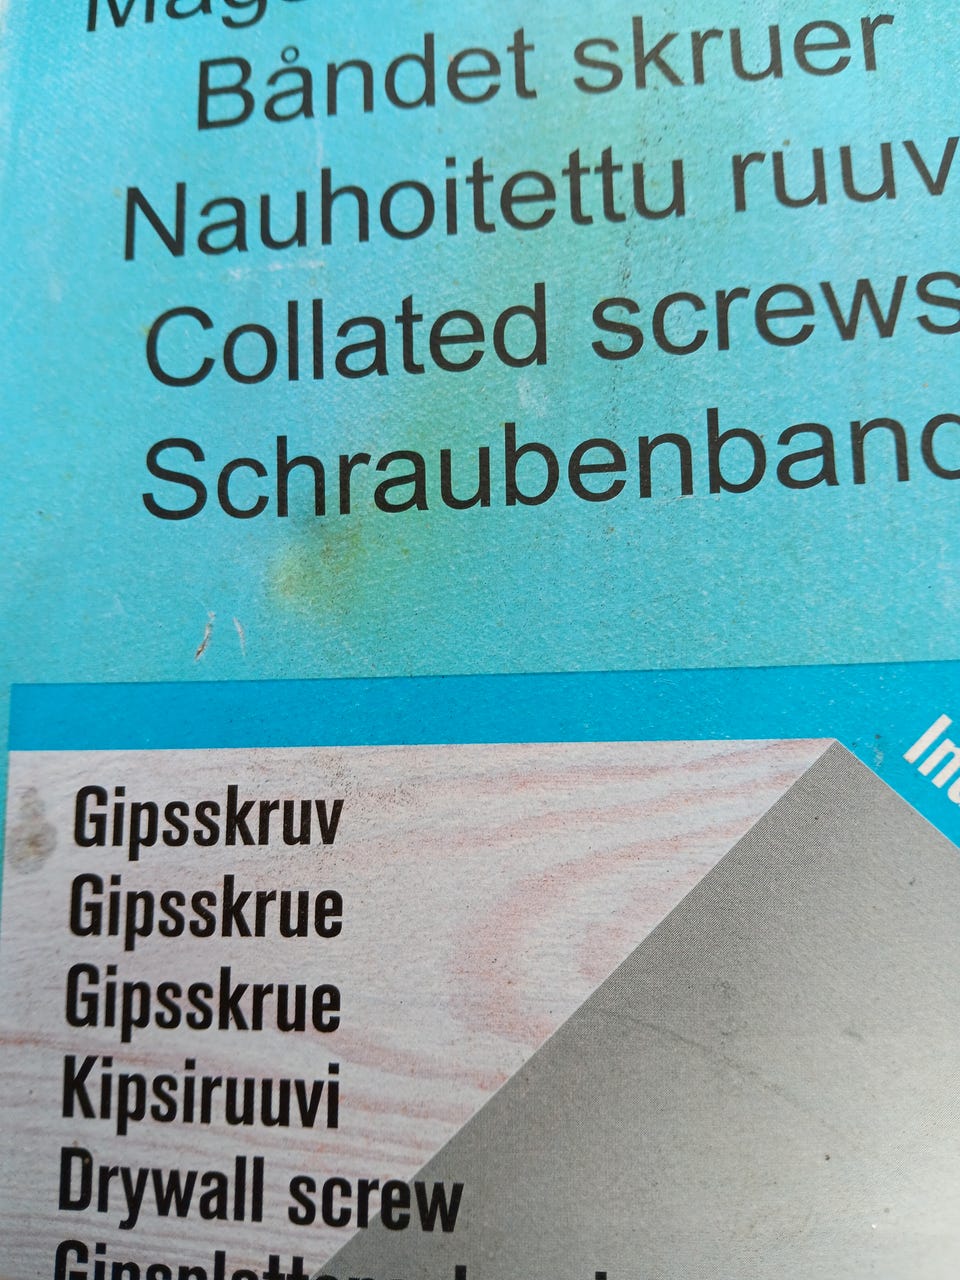 Båndet skruer
Nauhoitettu ruuv
Collated screws
Schraubenband
Gipsskruv
Gipsskrue
Gipsskrue
Kipsiruuvi
Drywall screw